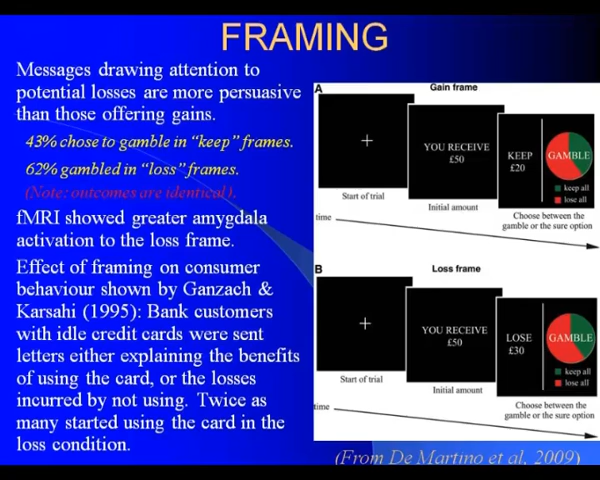 FRAMING
Messages drawing attention to
potential losses are more persuasive
than those offering gains.
43% chose to gamble in “keep” frames.
62% gambled in “loss” frames.
(Note: outcomes are identical).
fMRI showed greater amygdala
activation to the loss frame.
Effect of framing on consumer
behaviour shown by Ganzach &
Karsahi (1995): Bank customers
with idle credit cards were sent
letters either explaining the benefits
of using the card, or the losses
incurred by not using. Twice as
many started using the card in the
loss condition.
A
Gain frame
YOU RECEIVE
£50
KEEP
£20
GAMBLE
keep all
lose all
Start of trial
Initial amount
Choose between the
gamble or the sure option
time
B
Loss frame
YOU RECEIVE
£50
LOSE
£30
GAMBLE
keep all
lose all
Start of trial
Initial amount
Choose between the
gamble or the sure option
time
(From De Martino et al, 2009)